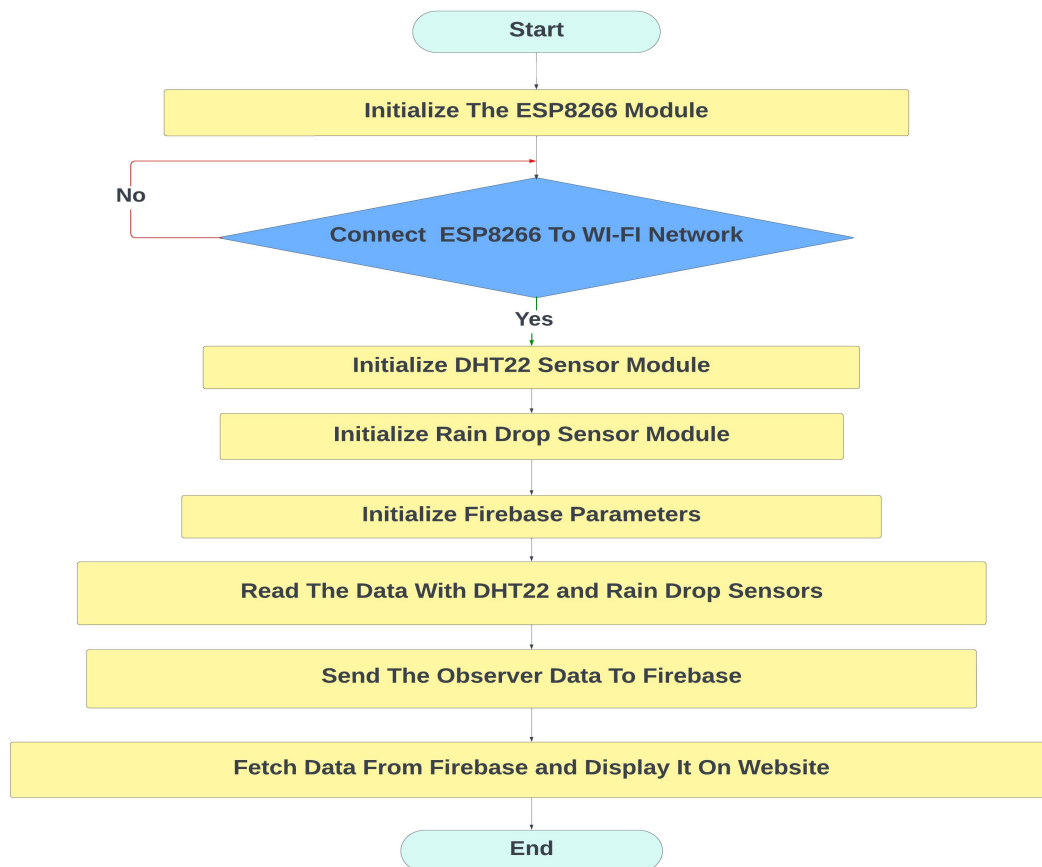 Start
Initialize The ESP8266 Module
No
Connect  ESP8266 To WI-FI Network
Yes
Initialize DHT22 Sensor Module
Initialize Rain Drop Sensor Module
Initialize Firebase Parameters
Read The Data With DHT22 and Rain Drop Sensors
Send The Observer Data To Firebase
Fetch Data From Firebase and Display It On Website
End